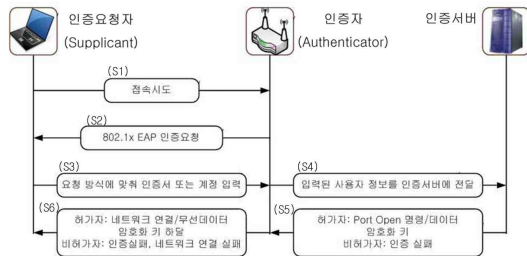 인증요청자
(Supplicant)
인증자
(Authenticator)
인증서버
(S1)
접속시도
(S2)
802.1x EAP 인증요청
(S3)
요청 방식에 맞춰 인증서 또는 계정 입력
(S4)
입력된 사용자 정보를 인증서버에 전달
(S6)
허가자: 네트워크 연결/무선데이터
암호화 키 하달
비허가자: 인증실패, 네트워크 연결 실패
(S5)
허가자: Port Open 명령/데이터
암호화 키
비허가자: 인증 실패